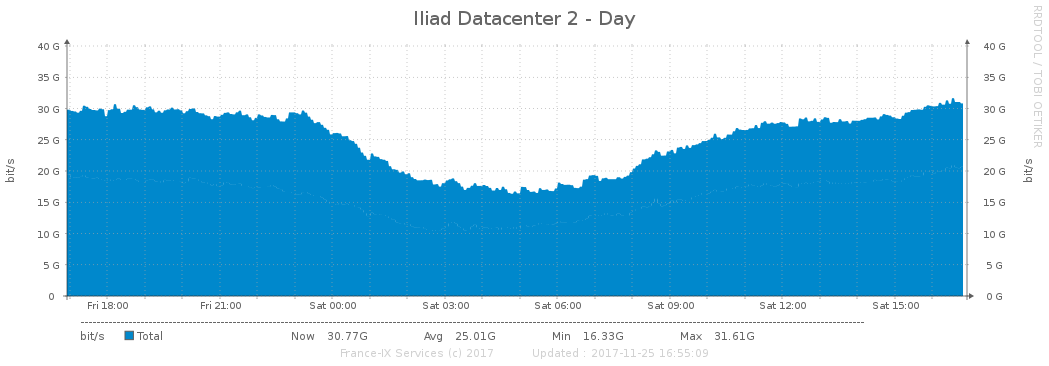 Iliad Datacenter 2 - Day
RRDTOOL / TOBI OETIKER
40 G 40 G
35 G 35 G
30 G 30 G
25 G 25 G
20 G 20 G
15 G 15 G
10 G 10 G
5 G 5 G
0 0 G
bit/s bit/s
Fri 18:00 Fri 21:00 Sat 00:00 Sat 03:00 Sat 06:00 Sat 09:00 Sat 12:00 Sat 15:00
bit/s Total Now 30.77G Avg 25.01G Min 16.33G Max 31.61G
France-IX Services (c) 2017 Updated : 2017-11-25 16:55:09